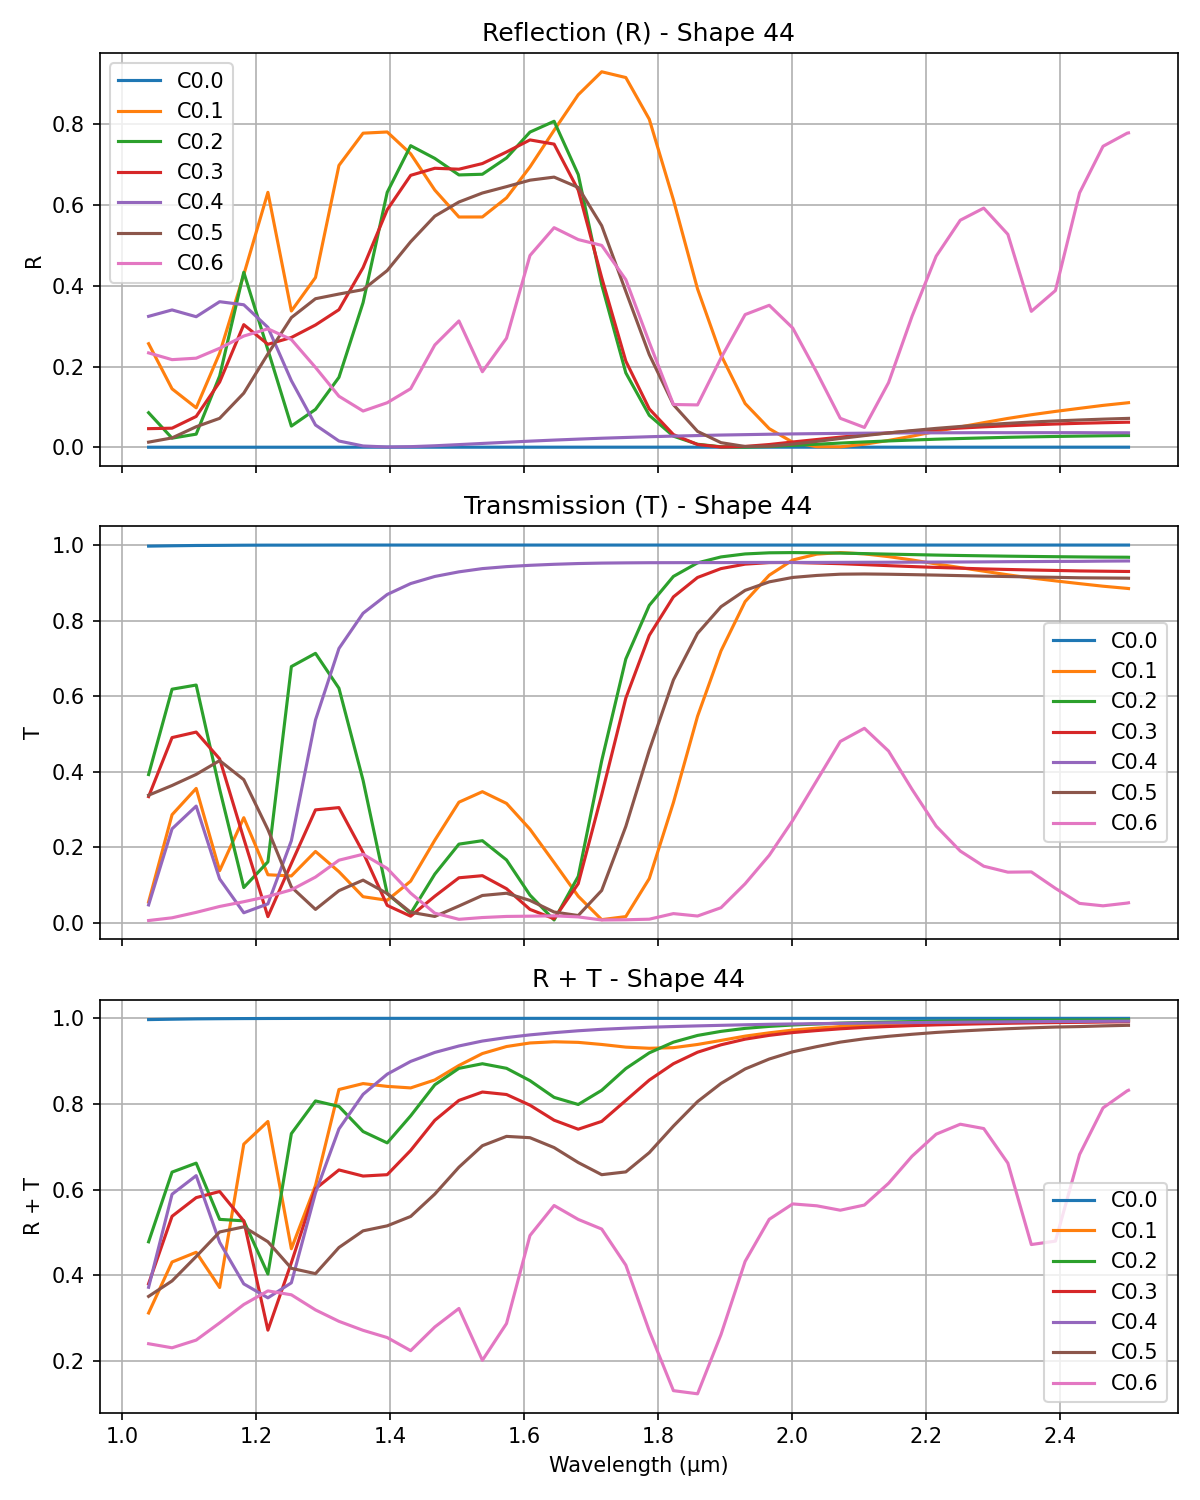 Reflection (R) - Shape 44
R
0.8
0.6
0.4
0.2
0.0
C0.0
C0.1
C0.2
C0.3
C0.4
C0.5
C0.6
Transmission (T) - Shape 44
T
1.0
0.8
0.6
0.4
0.2
0.0
C0.0
C0.1
C0.2
C0.3
C0.4
C0.5
C0.6
R + T - Shape 44
R + T
1.0
0.8
0.6
0.4
0.2
C0.0
C0.1
C0.2
C0.3
C0.4
C0.5
C0.6
1.0 1.2 1.4 1.6 1.8 2.0 2.2 2.4
Wavelength (μm)